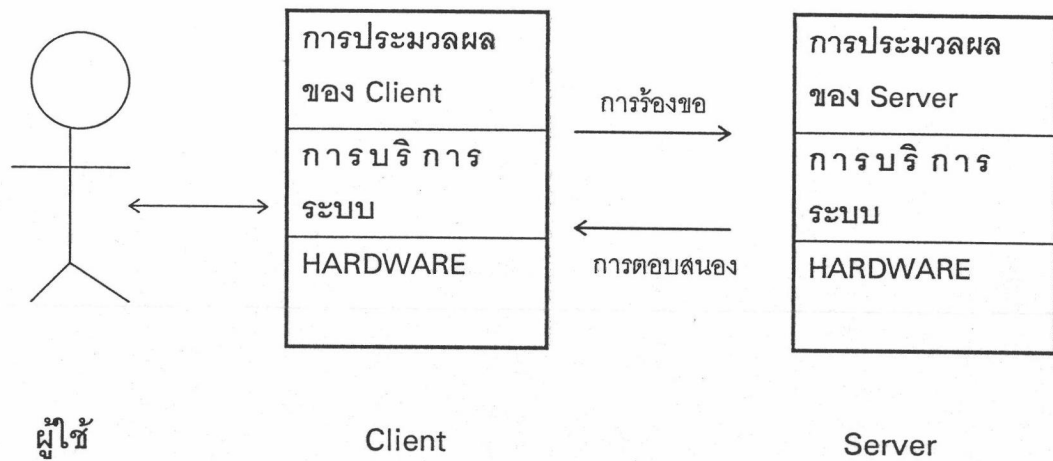 การประมวลผล
ของ Client
การบริการ
ระบบ
HARDWARE
การร้องขอ
การตอบสนอง
การประมวลผล
ของ Server
การบริการ
ระบบ
HARDWARE
ผู้ใช้
Client
Server